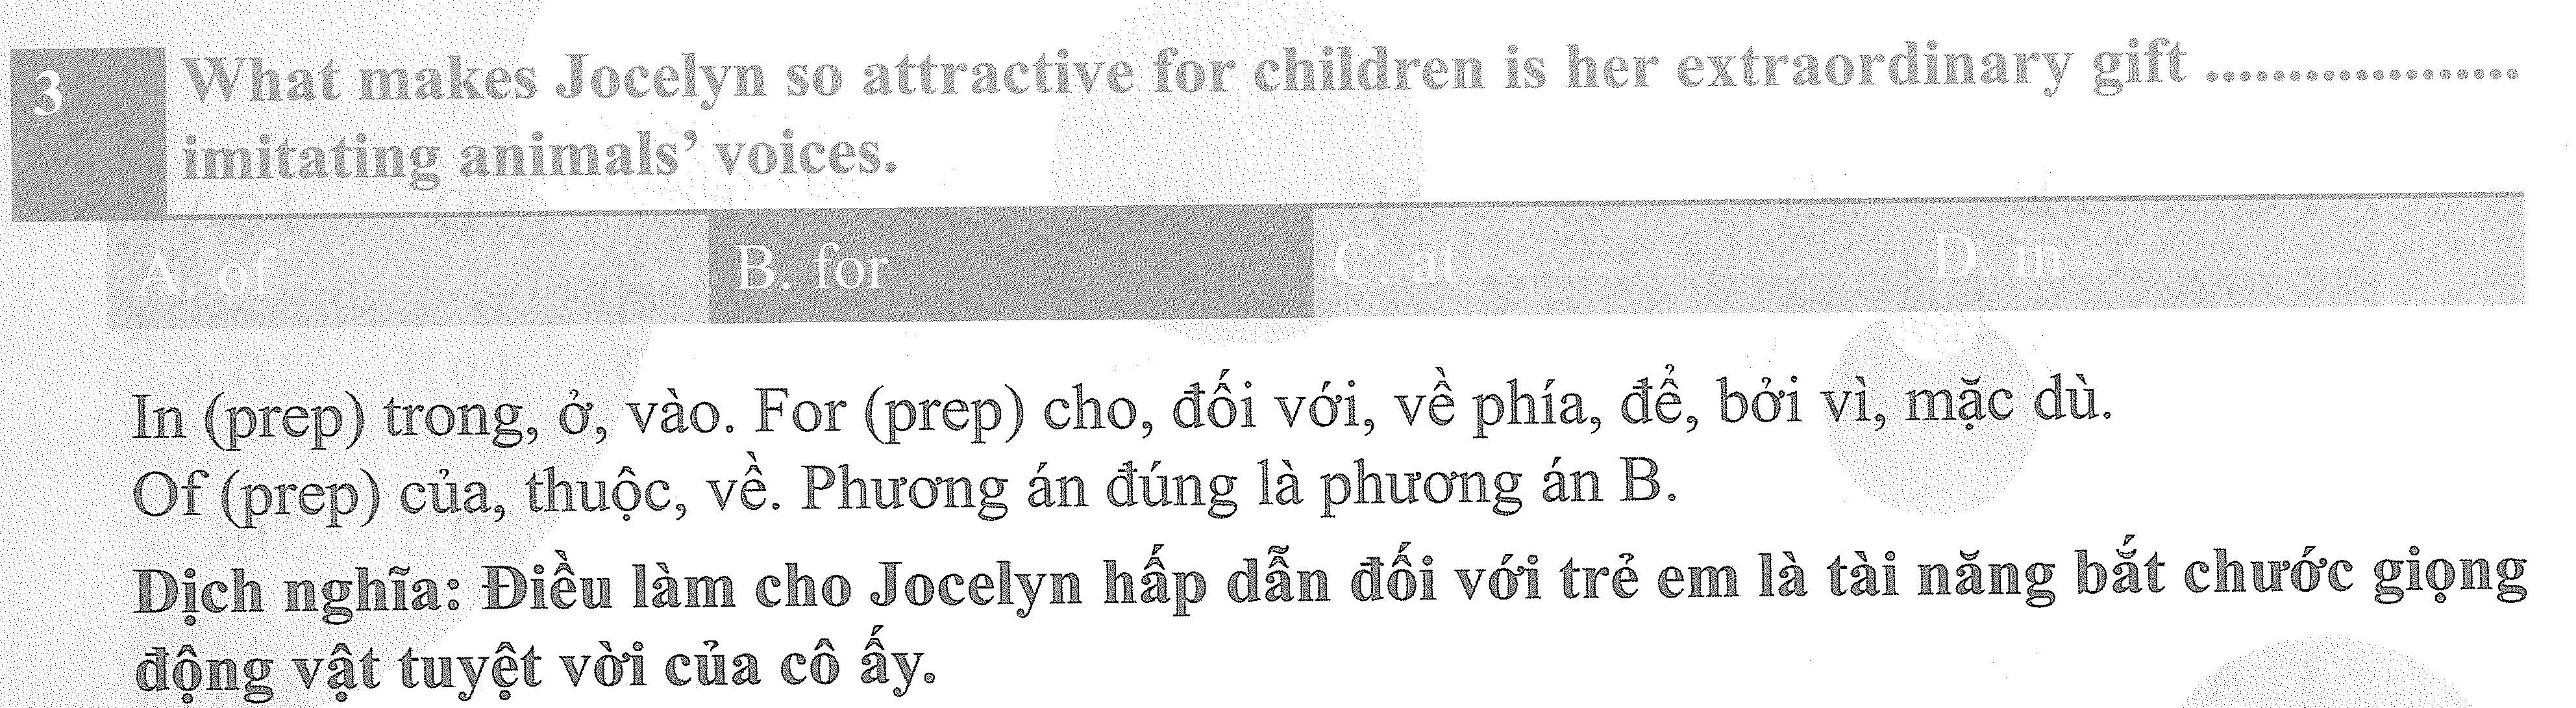 3 What makes Jocelyn so attractive for children is her extraordinary gift ..................
imitating animals’ voices.
A. of B. for C. at D. in
In (prep) trong, ở, vào. For (prep) cho, đối với, về phía, để, bởi vì, mặc dù.
Of (prep) của, thuộc, về. Phương án đúng là phương án B.
Dịch nghĩa: Điều làm cho Jocelyn hấp dẫn đối với trẻ em là tài năng bắt chước giọng
động vật tuyệt vời của cô ấy.